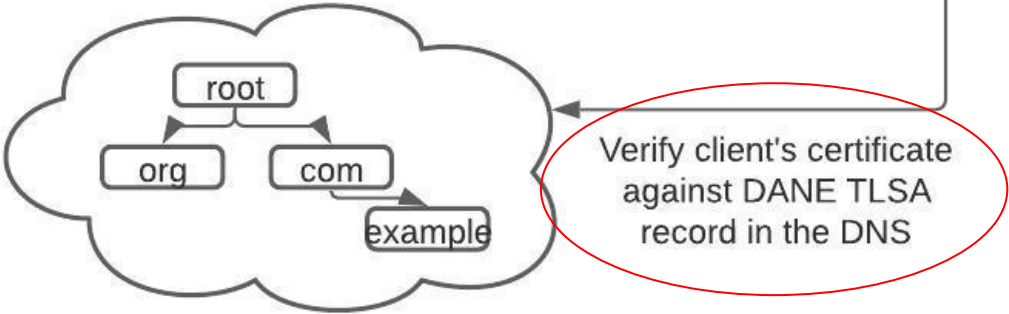 root
org
com
example
Verify client's certificate
against DANE TLSA
record in the DNS